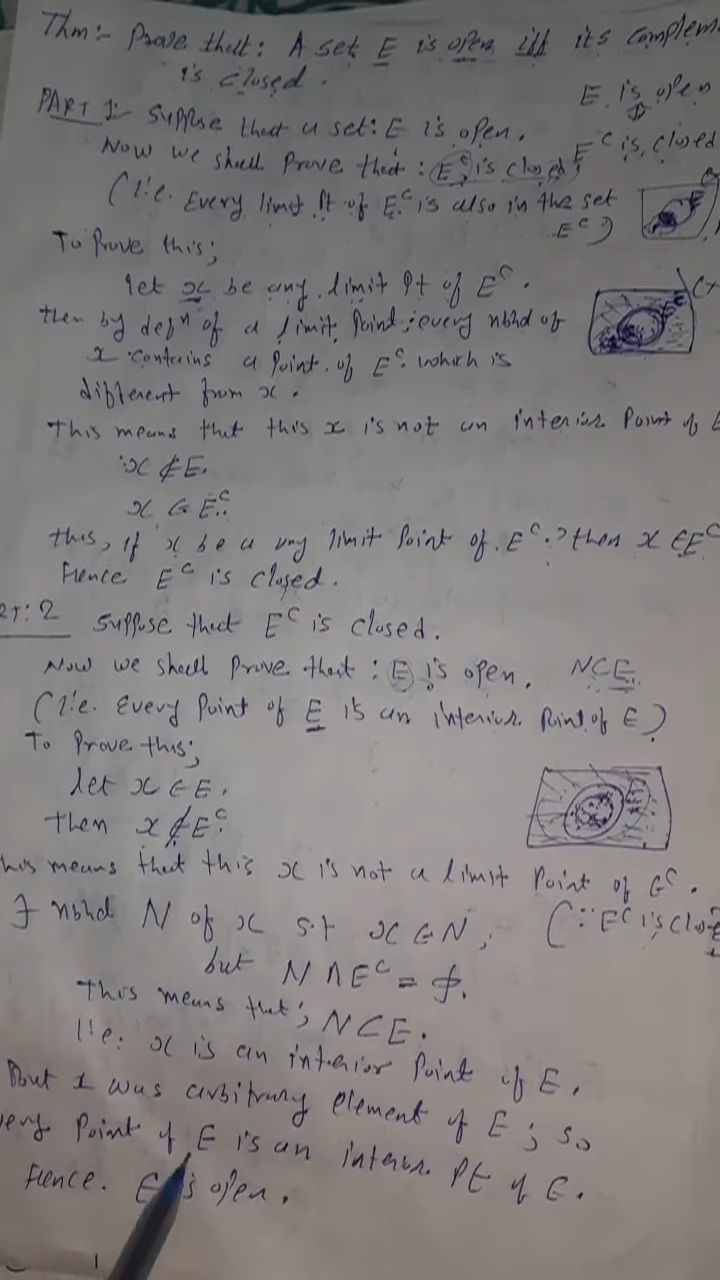 Thm:- Prove that: A set E is open iff its complem
is closed.
E is open
⇕
E^c is closed
PART 1:- Suppose that a set: E is open.
Now we shall prove that: E^c is closed;
(i.e. Every limit pt of E^c is also in the set
E^c)
To Prove this;
let x be any limit pt of E^c.
then by defn of a limit point; every nbhd of
x contains a point of E^c which is
different from x.
This means that this x is not an interior point of E
x ∉ E.
x ∈ E^c.
thus, if x be any limit point of E^c, then x ∈ E^c
Hence E^c is closed.
RT: 2 Suppose that E^c is closed.
Now we shall prove that: E is open. N⊂E
(i.e. Every point of E is an interior point of E)
To Prove this;
let x ∈ E.
then x ∉ E^c
his means that this x is not a limit point of E^c.
∃ nbhd N of x s.t x ∈ N, (∵ E^c is close
but N ∩ E^c = ϕ.
This means that; N⊂E.
i.e. x is an interior point of E.
But x was arbitrary element of E; so
very point of E is an interior pt of E.
Hence. E is open.